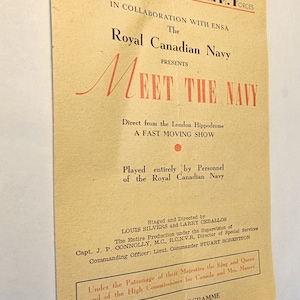 FORCES
IN COLLABORATION WITH ENSA
The
Royal Canadian Navy
PRESENTS
MEET THE NAVY
Direct from the London Hippodrome
A FAST MOVING SHOW
Played entirely by Personnel
of the Royal Canadian Navy
Staged and Directed by
LOUIS SILVERS and LARRY CEBALLOS
The Entire Production under the Supervision of
Capt. J. P. CONNOLLY, M.C., R.C.N.V.R., Director of Special Services
Commanding Officer: Lieut. Commander STUART ROBERTSON
Under the Patronage of their Majesties the King and Queen
and of the High Commissioner for Canada and Mrs. Massey
PROGRAMME